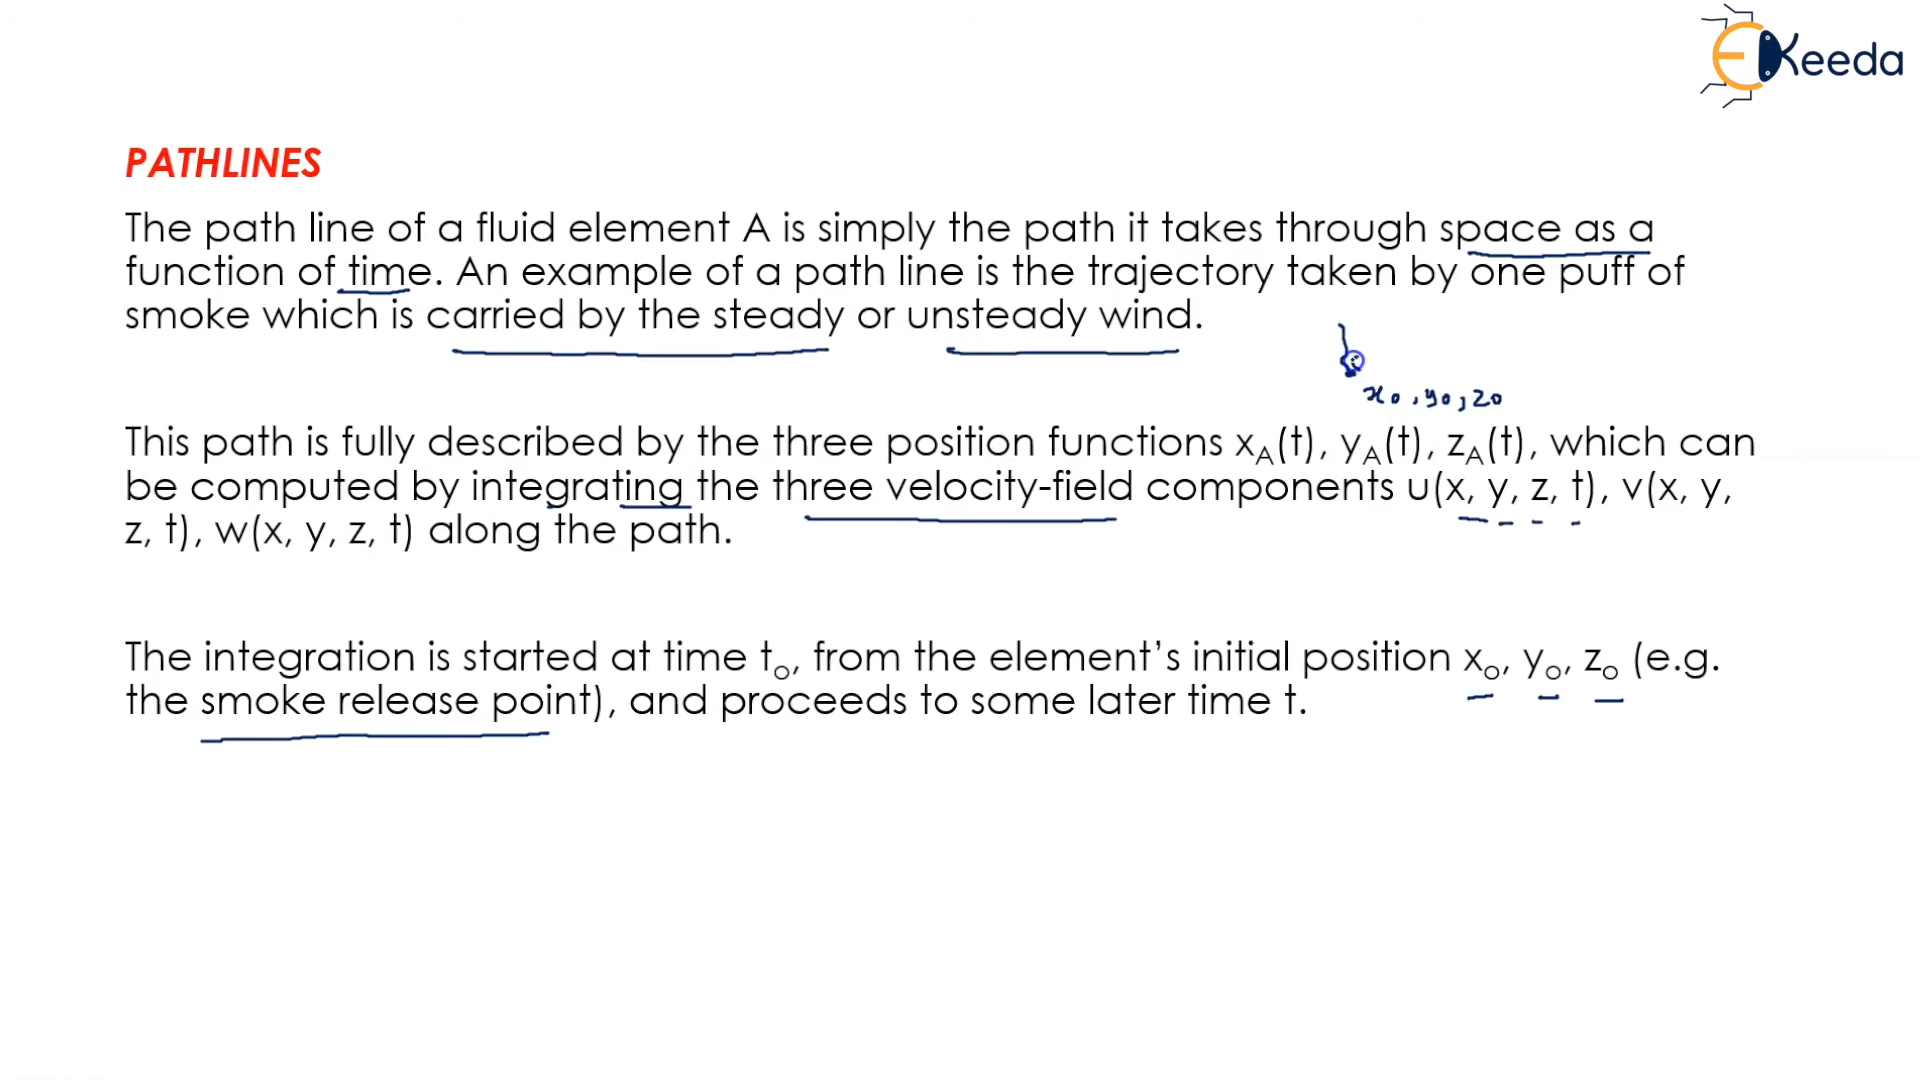 EKeeda
PATHLINES
The path line of a fluid element A is simply the path it takes through space as a
function of time. An example of a path line is the trajectory taken by one puff of
smoke which is carried by the steady or unsteady wind.
x0, y0, z0
This path is fully described by the three position functions xA(t), yA(t), zA(t), which can
be computed by integrating the three velocity-field components u(x, y, z, t), v(x, y,
z, t), w(x, y, z, t) along the path.
The integration is started at time to, from the element’s initial position xo, yo, zo (e.g.
the smoke release point), and proceeds to some later time t.